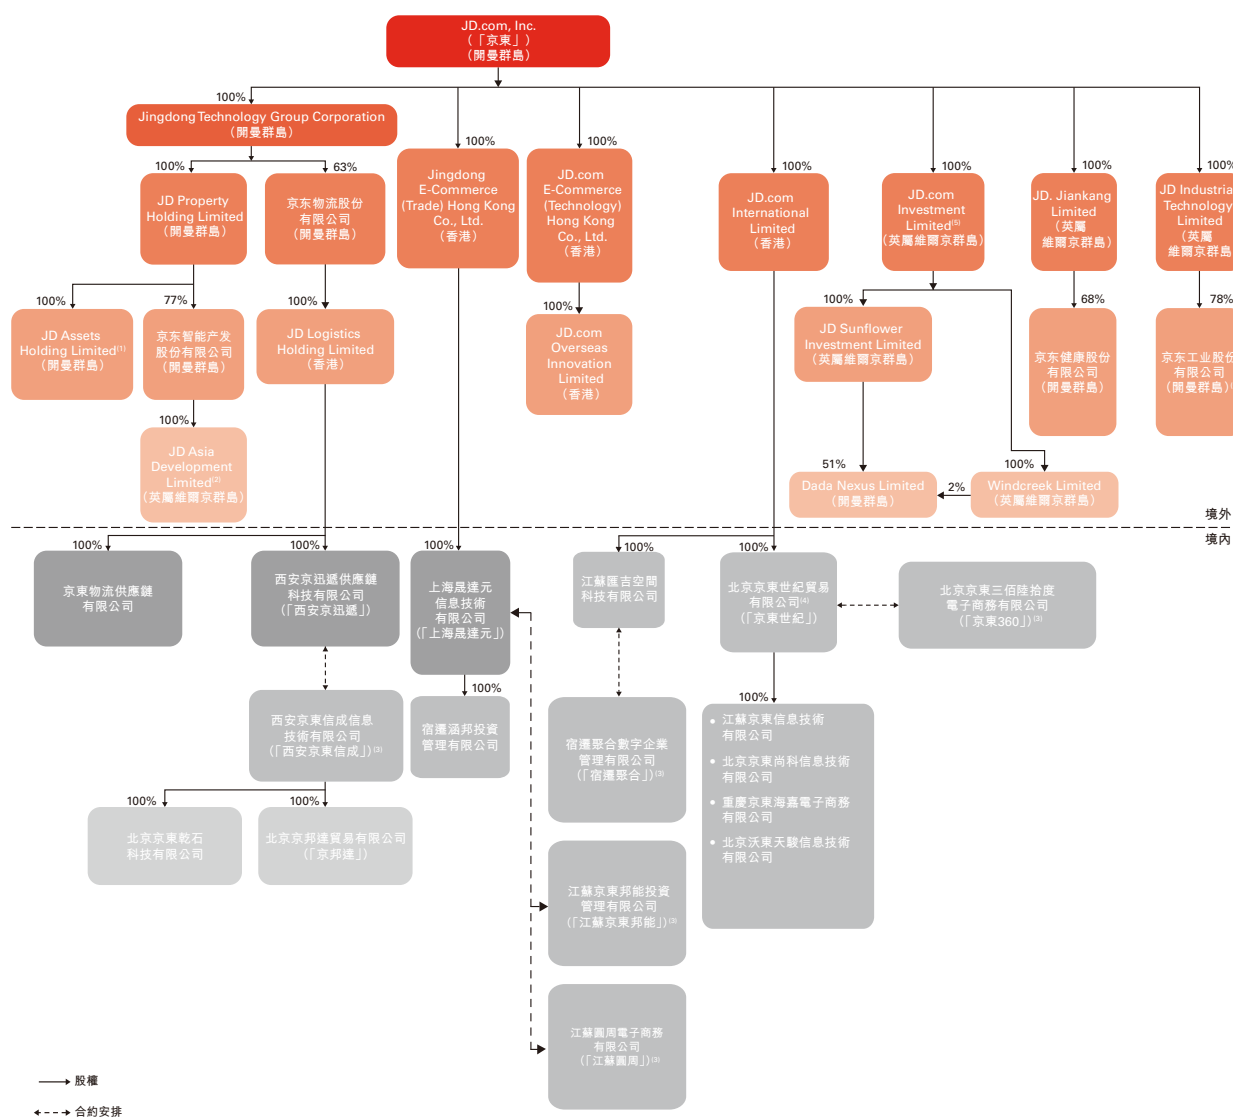 JD.com, Inc.
(「京東」)
(開曼群島)
100%
Jingdong Technology Group Corporation
(開曼群島)
100%
JD Property
Holding Limited
(開曼群島)
63%
京东物流股份
有限公司
(開曼群島)
100%
Jingdong
E-Commerce
(Trade) Hong Kong
Co., Ltd.
(香港)
100%
JD.com
E-Commerce
(Technology)
Hong Kong
Co., Ltd.
(香港)
100%
JD.com
International
Limited
(香港)
100%
JD.com
Investment
Limited(5)
(英屬維爾京群島)
100%
JD. Jiankang
Limited
(英屬
維爾京群島)
100%
JD Industrial
Technology
Limited
(英屬
維爾京群島)
100%
JD Assets
Holding Limited(1)
(開曼群島)
77%
京东智能产发
股份有限公司
(開曼群島)
100%
JD Logistics
Holding Limited
(香港)
100%
JD.com
Overseas
Innovation
Limited
(香港)
100%
JD Sunflower
Investment Limited
(英屬維爾京群島)
68%
京东健康股份
有限公司
(開曼群島)
78%
京东工业股份
有限公司
(開曼群島)
100%
JD Asia
Development
Limited(2)
(英屬維爾京群島)
51%
Dada Nexus Limited
(開曼群島)
2%
100%
Windcreek Limited
(英屬維爾京群島)
境外
境內
100%
京東物流供應鏈
有限公司
100%
西安京迅遞供應鏈
科技有限公司
(「西安京迅遞」)
100%
上海晟達元
信息技術
有限公司
(「上海晟達元」)
100%
江蘇匯吉空間
科技有限公司
100%
北京京東世紀貿易
有限公司(4)
(「京東世紀」)
北京京東三佰陸拾度
電子商務有限公司
(「京東360」)(3)
西安京東信成信息
技術有限公司
(「西安京東信成」)(3)
100%
宿遷涵邦投資
管理有限公司
宿遷聚合數字企業
管理有限公司
(「宿遷聚合」)(3)
100%
• 江蘇京東信息技術
有限公司
• 北京京東尚科信息技術
有限公司
• 重慶京東海嘉電子商務
有限公司
• 北京沃東天駿信息技術
有限公司
100%
北京京東乾石
科技有限公司
100%
北京京邦達貿易有限公司
(「京邦達」)
江蘇京東邦能投資
管理有限公司
(「江蘇京東邦能」)(3)
江蘇圓周電子商務
有限公司
(「江蘇圓周」)(3)
股權
合約安排